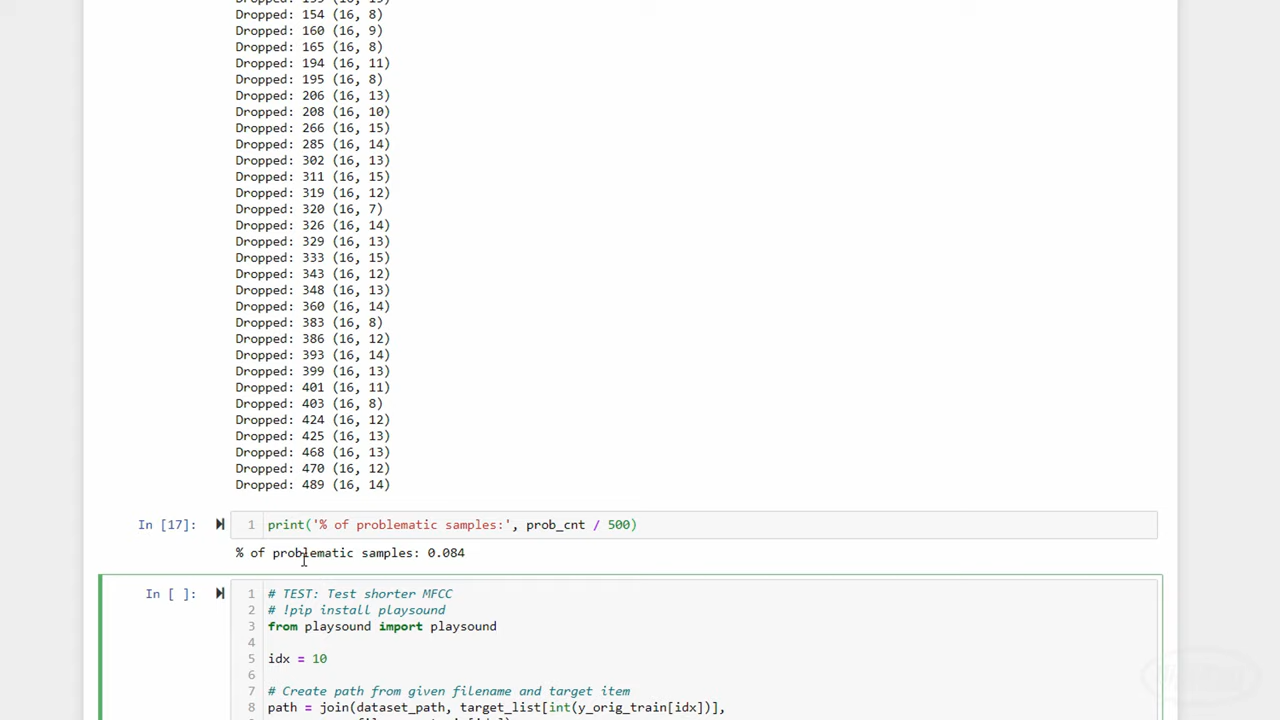 Dropped: 154 (16, 8)
Dropped: 160 (16, 9)
Dropped: 165 (16, 8)
Dropped: 194 (16, 11)
Dropped: 195 (16, 8)
Dropped: 206 (16, 13)
Dropped: 208 (16, 10)
Dropped: 266 (16, 15)
Dropped: 285 (16, 14)
Dropped: 302 (16, 13)
Dropped: 311 (16, 15)
Dropped: 319 (16, 12)
Dropped: 320 (16, 7)
Dropped: 326 (16, 14)
Dropped: 329 (16, 13)
Dropped: 333 (16, 15)
Dropped: 343 (16, 12)
Dropped: 348 (16, 13)
Dropped: 360 (16, 14)
Dropped: 383 (16, 8)
Dropped: 386 (16, 12)
Dropped: 393 (16, 14)
Dropped: 399 (16, 13)
Dropped: 401 (16, 11)
Dropped: 403 (16, 8)
Dropped: 424 (16, 12)
Dropped: 425 (16, 13)
Dropped: 468 (16, 13)
Dropped: 470 (16, 12)
Dropped: 489 (16, 14)
In [17]: 1 print('% of problematic samples:', prob_cnt / 500)
% of problematic samples: 0.084
In [ ]: 1 # TEST: Test shorter MFCC
2 # !pip install playsound
3 from playsound import playsound
4
5 idx = 10
6
7 # Create path from given filename and target item
8 path = join(dataset_path, target_list[int(y_orig_train[idx])],